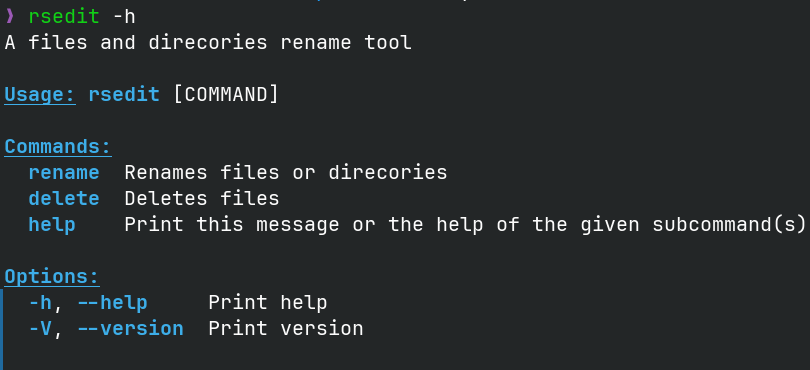 ❯ rsedit -h
A files and direcories rename tool
Usage: rsedit [COMMAND]
Commands:
rename  Renames files or direcories
delete  Deletes files
help    Print this message or the help of the given subcommand(s)
Options:
-h, --help     Print help
-V, --version  Print version